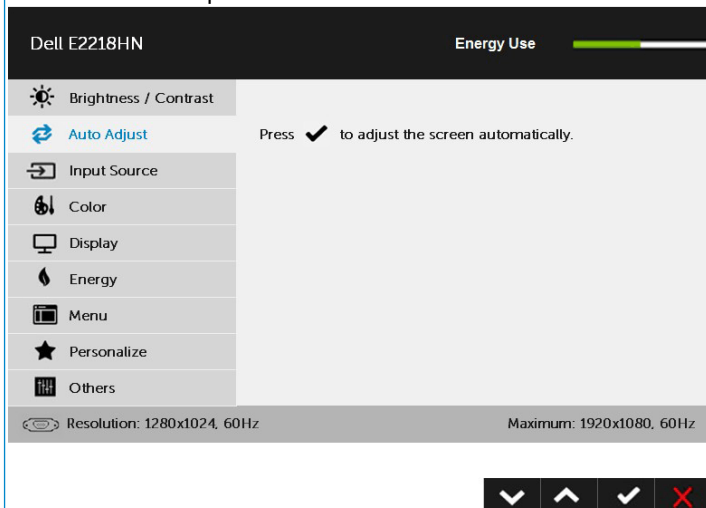 Dell E2218HN
Energy Use
Brightness / Contrast
Auto Adjust
Press ✔ to adjust the screen automatically.
Input Source
Color
Display
Energy
Menu
Personalize
Others
Resolution: 1280x1024, 60Hz
Maximum: 1920x1080, 60Hz